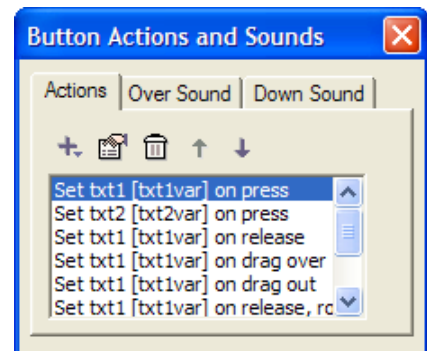 Button Actions and Sounds
Actions Over Sound Down Sound
Set txt1 [txt1var] on press
Set txt2 [txt2var] on press
Set txt1 [txt1var] on release
Set txt1 [txt1var] on drag over
Set txt1 [txt1var] on drag out
Set txt1 [txt1var] on release, ro